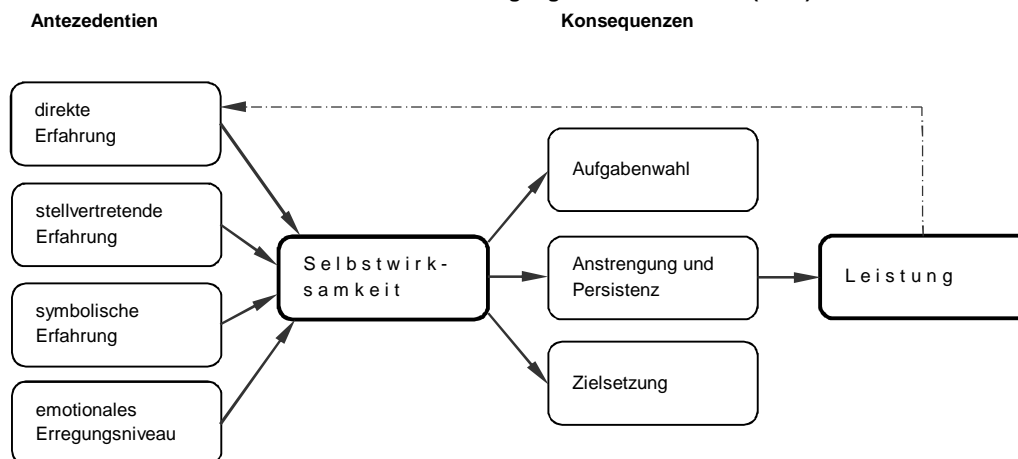 Antezedentien
Konsequenzen
direkte
Erfahrung
stellvertretende
Erfahrung
symbolische
Erfahrung
emotionales
Erregungsniveau
Selbstwirk-
samkeit
Aufgabenwahl
Anstrengung und
Persistenz
Zielsetzung
Leistung